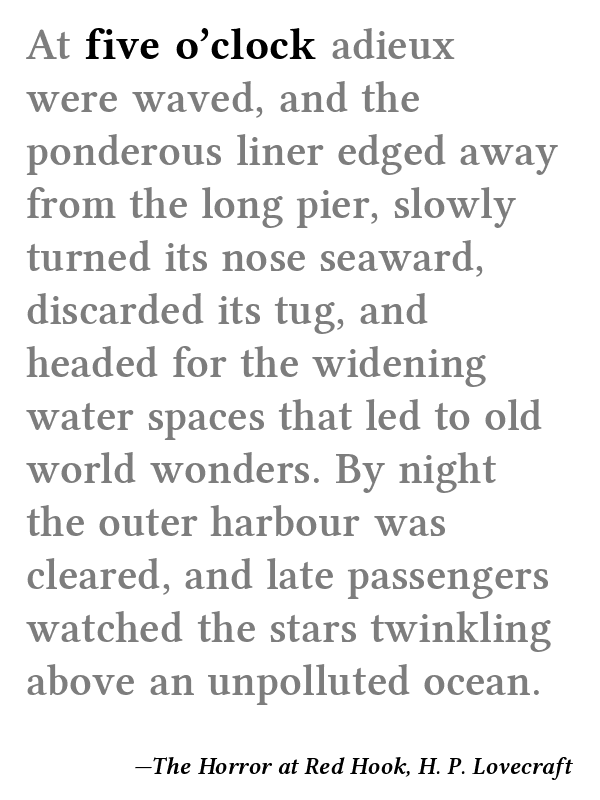 At five o’clock adieux
were waved, and the
ponderous liner edged away
from the long pier, slowly
turned its nose seaward,
discarded its tug, and
headed for the widening
water spaces that led to old
world wonders. By night
the outer harbour was
cleared, and late passengers
watched the stars twinkling
above an unpolluted ocean.
—The Horror at Red Hook, H. P. Lovecraft